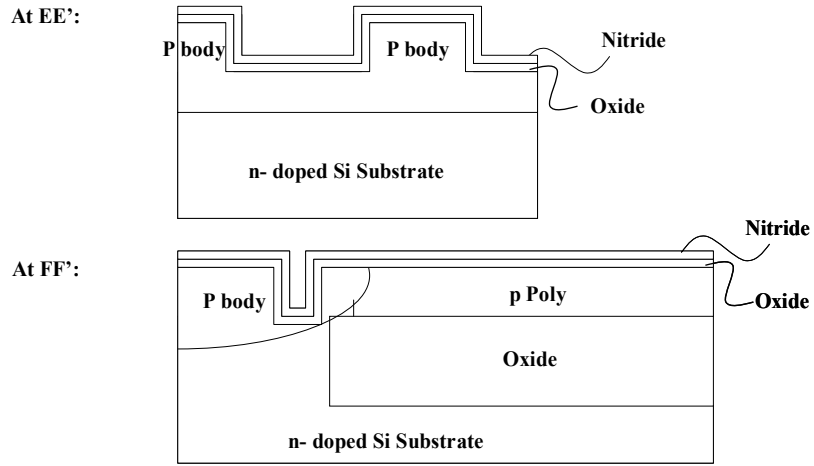 At EE':
P body
P body
Nitride
Oxide
n- doped Si Substrate
Nitride
At FF':
P body
p Poly
Oxide
Oxide
n- doped Si Substrate